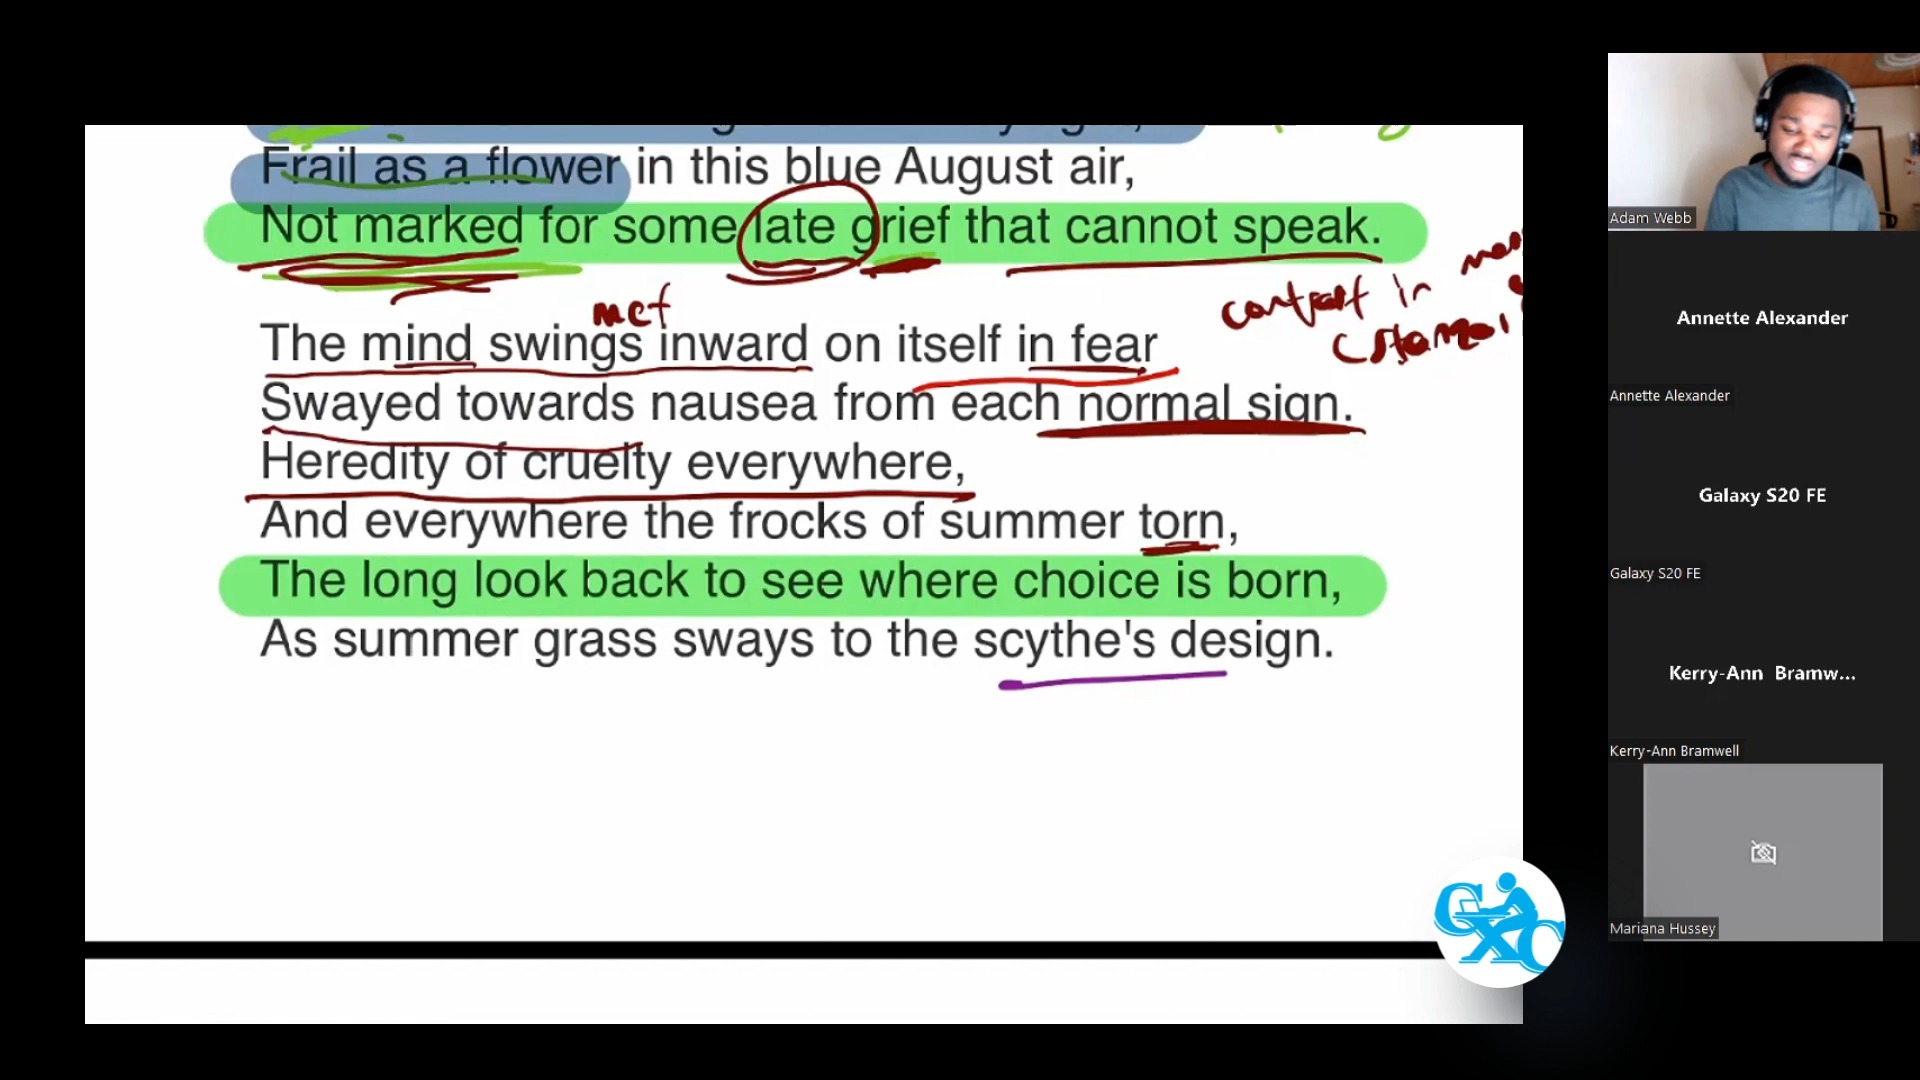 Frail as a flower in this blue August air,
Not marked for some late grief that cannot speak.
met
contrast in
(stanza
The mind swings inward on itself in fear
Swayed towards nausea from each normal sign.
Heredity of cruelty everywhere,
And everywhere the frocks of summer torn,
The long look back to see where choice is born,
As summer grass sways to the scythe's design.
CXC
Adam Webb
Annette Alexander
Annette Alexander
Galaxy S20 FE
Galaxy S20 FE
Kerry-Ann Bramw...
Kerry-Ann Bramwell
Mariana Hussey